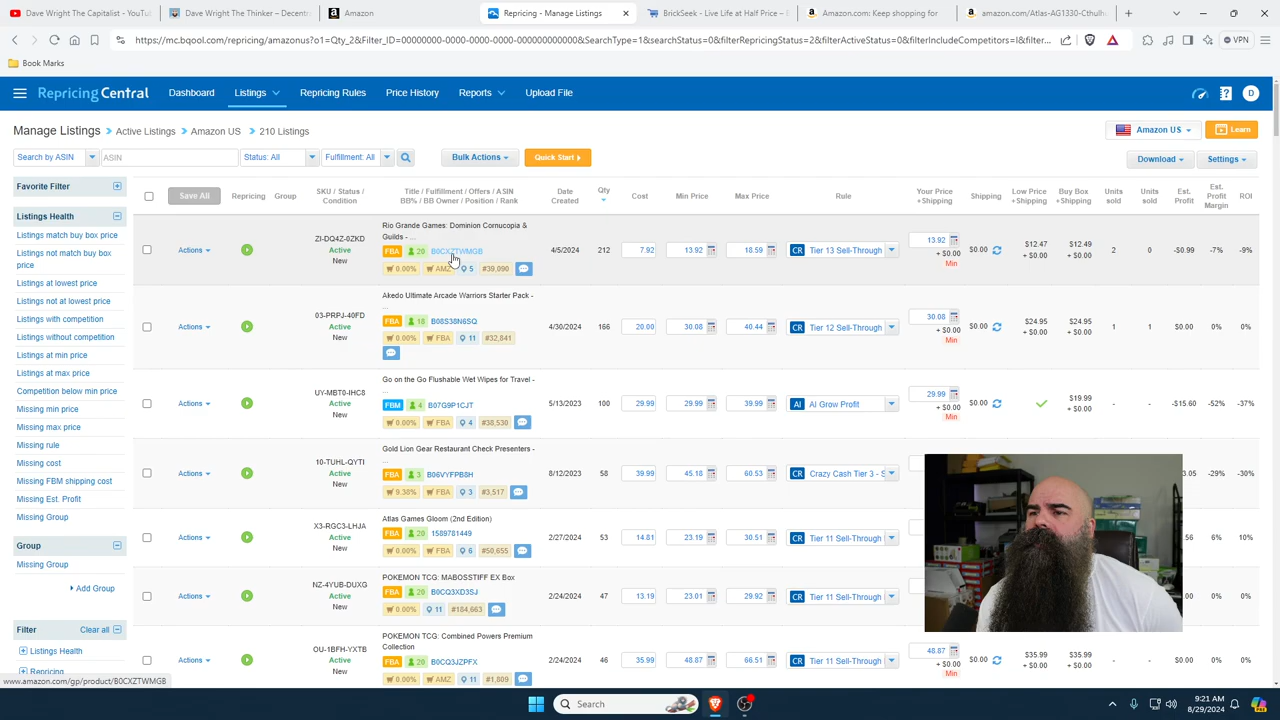 Dave Wright The Capitalist - YouTu
Dave Wright The Thinker – Decentr
Amazon
Repricing - Manage Listings
BrickSeek - Live Life at Half Price –
Amazon.com: Keep shopping for
amazon.com/Atlas-AG1330-Cthulh
https://mc.bqool.com/repricing/amazonus?o1=Qty_2&Filter_ID=00000000-0000-0000-0000-000000000000&SearchType=1&searchStatus=0&filterRepricingStatus=2&filterActiveStatus=0&filterIncludeCompetitors=I&filter...
VPN
Book Marks
Repricing Central
Dashboard
Listings
Repricing Rules
Price History
Reports
Upload File
D
Manage Listings
Active Listings
Amazon US
210 Listings
Amazon US
Learn
Search by ASIN
ASIN
Status: All
Fulfillment: All
Bulk Actions
Quick Start
Download
Settings
Favorite Filter
Listings Health
Listings match buy box price
Listings not match buy box
price
Listings at lowest price
Listings not at lowest price
Listings with competition
Listings without competition
Listings at min price
Listings at max price
Competition below min price
Missing min price
Missing max price
Missing rule
Missing cost
Missing FBM shipping cost
Missing Est. Profit
Missing Group
Group
Missing Group
Add Group
Filter Clear all
Listings Health
Repricing
Save All
Repricing
Group
SKU / Status /
Condition
Title / Fulfillment / Offers / ASIN
BB% / BB Owner / Position / Rank
Date
Created
Qty
Cost
Min Price
Max Price
Rule
Your Price
+Shipping
Shipping
Low Price
+Shipping
Buy Box
+Shipping
Units
sold
Units
sold
Est.
Profit
Est.
Profit
Margin
ROI
Actions
ZI-DQ4Z-0ZKD
Active
New
Rio Grande Games: Dominion Cornucopia &
Guilds - ...
FBA 20 B0CXZTWMGB
0.00% AMZ 5 #39,090
4/5/2024
212
7.92
13.92
18.59
CR Tier 13 Sell-Through
13.92
+ $0.00
Min
$0.00
$12.47
+ $0.00
$12.49
+ $0.00
2
0
-$0.99
-7%
-9%
Actions
03-PRPJ-40FD
Active
New
Akedo Ultimate Arcade Warriors Starter Pack -
...
FBA 18 B08S38N6SQ
0.00% FBA 11 #32,841
4/30/2024
166
20.00
30.08
40.44
CR Tier 12 Sell-Through
30.08
+ $0.00
Min
$0.00
$24.95
+ $0.00
$30.08
+ $0.00
1
1
$0.00
0%
0%
Actions
UY-MBT0-IHC8
Active
New
Go on the Go Flushable Wet Wipes for Travel -
...
FBM 4 B07G9P1CJT
0.00% FBA 4 #38,530
5/13/2023
100
29.99
29.99
39.99
AI AI Grow Profit
29.99
+ $0.00
Min
$0.00
$19.99
+ $0.00
-
-
-$15.60
-52%
-37%
Actions
10-TUHL-QYTI
Active
New
Gold Lion Gear Restaurant Check Presenters -
...
FBA 3 B06VYFPB8H
9.38% FBA 3 #3,517
8/12/2023
58
39.99
45.18
60.53
CR Crazy Cash Tier 3 - S
3.05
-29%
-30%
Actions
X3-RGC3-LHJA
Active
New
Atlas Games Gloom (2nd Edition)
FBA 20 1589781449
0.00% FBA 6 #50,655
2/27/2024
53
14.81
23.19
30.51
CR Tier 11 Sell-Through
.56
6%
10%
Actions
NZ-4YUB-DUXG
Active
New
POKEMON TCG: MABOSSTIFF EX Box
FBA 20 B0CQ3XD3SJ
0.00% 11 #184,663
2/24/2024
47
13.19
23.01
29.92
CR Tier 11 Sell-Through
0%
0%
Actions
OU-1BFH-YXTB
Active
New
POKEMON TCG: Combined Powers Premium
Collection
FBA 20 B0CQ3JZPFX
0.00% FBA 11 #1,809
2/24/2024
46
35.99
48.87
66.51
CR Tier 11 Sell-Through
48.87
+ $0.00
Min
$0.00
$35.99
+ $0.00
$35.99
+ $0.00
-
-
$0.00
0%
0%
www.amazon.com/gp/product/B0CXZTWMGB
Search
9:21 AM
8/29/2024